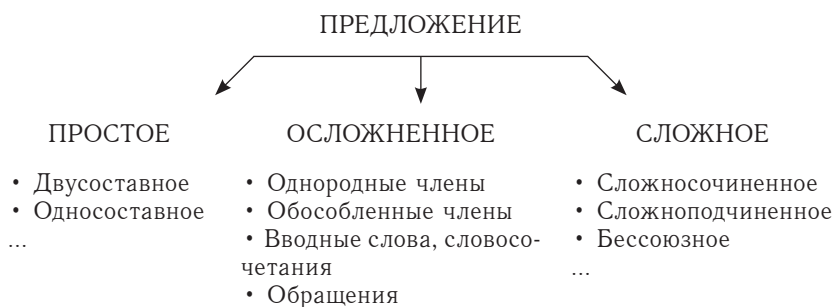 ПРЕДЛОЖЕНИЕ
ПРОСТОЕ
• Двусоставное
• Односоставное
...
ОСЛОЖНЕННОЕ
• Однородные члены
• Обособленные члены
• Вводные слова, словосо-
четания
• Обращения
СЛОЖНОЕ
• Сложносочиненное
• Сложноподчиненное
• Бессоюзное
...